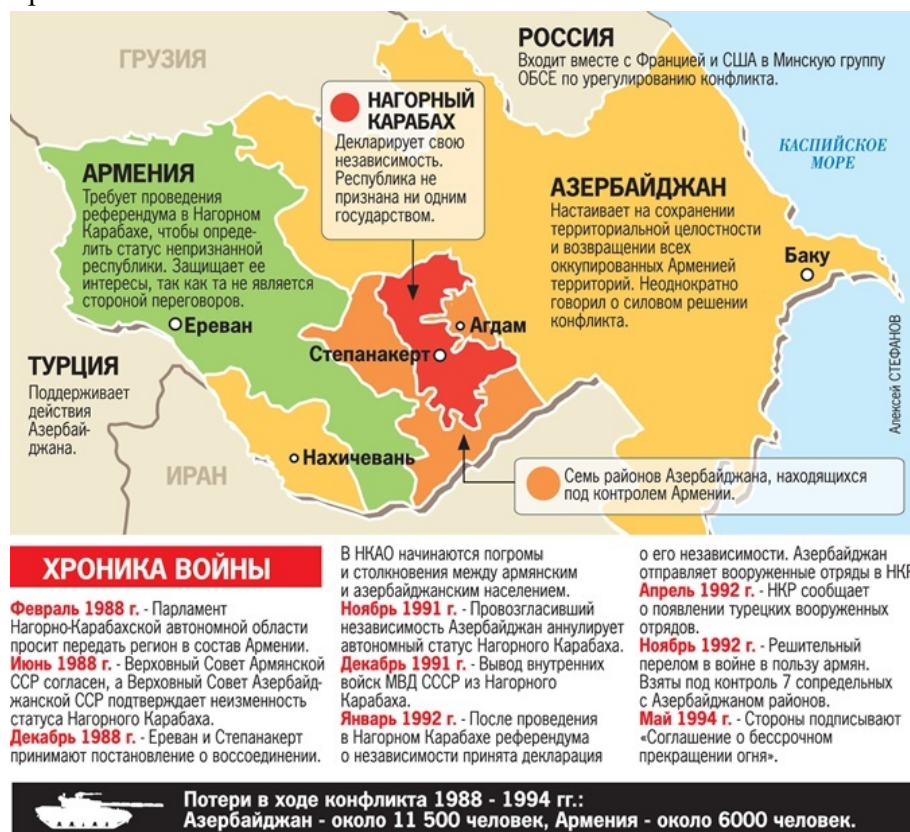 ГРУЗИЯ
РОССИЯ
Входит вместе с Францией и США в Минскую группу
ОБСЕ по урегулированию конфликта.
НАГОРНЫЙ
КАРАБАХ
Декларирует свою
независимость.
Республика не
признана ни одним
государством.
КАСПИЙСКОЕ
МОРЕ
АРМЕНИЯ
Требует проведения
референдума в Нагорном
Карабахе, чтобы опреде-
лить статус непризнанной
республики. Защищает ее
интересы, так как та не является
стороной переговоров.
АЗЕРБАЙДЖАН
Настаивает на сохранении
территориальной целостности
и возвращении всех
оккупированных Арменией
территорий. Неоднократно
говорил о силовом решении
конфликта.
Баку
Ереван
Агдам
Степанакерт
ТУРЦИЯ
Поддерживает
действия
Азербай-
джана.
Алексей СТЕФАНОВ
Нахичевань
ИРАН
Семь районов Азербайджана, находящихся
под контролем Армении.
ХРОНИКА ВОЙНЫ
Февраль 1988 г. - Парламент
Нагорно-Карабахской автономной области
просит передать регион в состав Армении.
Июнь 1988 г. - Верховный Совет Армянской
ССР согласен, а Верховный Совет Азербайд-
жанской ССР подтверждает неизменность
статуса Нагорного Карабаха.
Декабрь 1988 г. - Ереван и Степанакерт
принимают постановление о воссоединении.
В НКАО начинаются погромы
и столкновения между армянским
и азербайджанским населением.
Ноябрь 1991 г. - Провозгласивший
независимость Азербайджан аннулирует
автономный статус Нагорного Карабаха.
Декабрь 1991 г. - Вывод внутренних
войск МВД СССР из Нагорного
Карабаха.
Январь 1992 г. - После проведения
в Нагорном Карабахе референдума
о независимости принята декларация
о его независимости. Азербайджан
отправляет вооруженные отряды в НКР
Апрель 1992 г. - НКР сообщает
о появлении турецких вооруженных
отрядов.
Ноябрь 1992 г. - Решительный
перелом в войне в пользу армян.
Взяты под контроль 7 сопредельных
с Азербайджаном районов.
Май 1994 г. - Стороны подписывают
«Соглашение о бессрочном
прекращении огня».
Потери в ходе конфликта 1988 - 1994 гг.:
Азербайджан - около 11 500 человек, Армения - около 6000 человек.